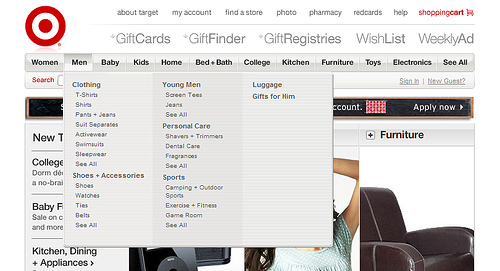 about target my account find a store photo pharmacy redcards help shoppingcart
GiftCards GiftFinder GiftRegistries WishList WeeklyAd
Women Men Baby Kids Home Bed + Bath College Kitchen Furniture Toys Electronics See All
Search Sign In | New Guest?
Clothing
T-Shirts
Shirts
Pants + Jeans
Suit Separates
Activewear
Swimsuits
Sleepwear
See All
Shoes + Accessories
Shoes
Watches
Ties
Belts
See All
Young Men
Screen Tees
Jeans
See All
Personal Care
Shavers + Trimmers
Dental Care
Fragrances
See All
Sports
Camping + Outdoor
Sports
Exercise + Fitness
Game Room
See All
Luggage
Gifts for Him
count. Apply now >
New T
College
Dorm de
a no-brai
Baby F
Sale on c
and more
Kitchen, Dining
+ Appliances >
+ Furniture